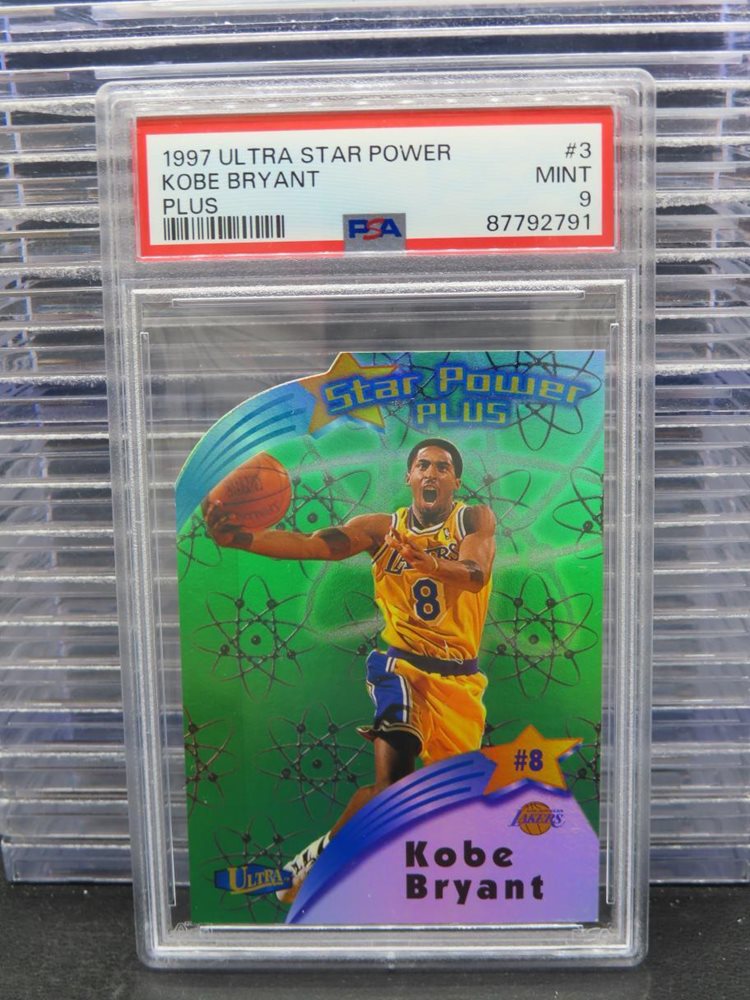 1997 ULTRA STAR POWER #3
KOBE BRYANT MINT
PLUS 9
PSA 87792791
Star Power
PLUS
LAKERS
8
#8
LAKERS
Kobe
Bryant
ULTRA